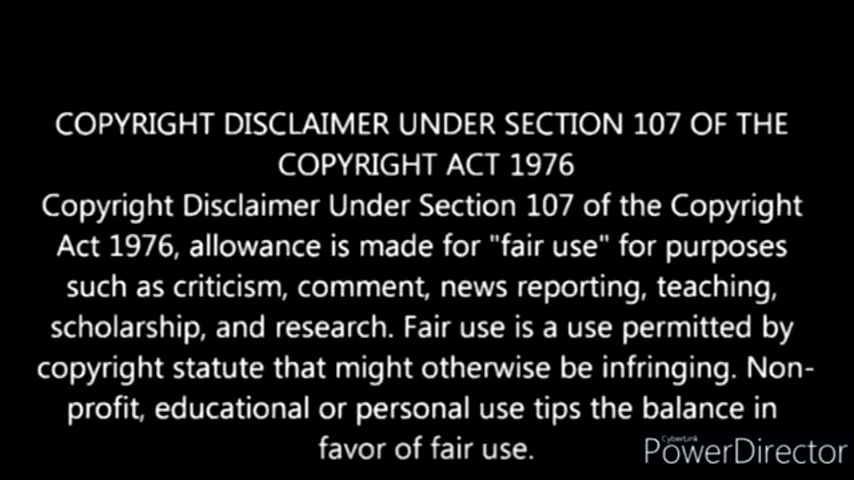 COPYRIGHT DISCLAIMER UNDER SECTION 107 OF THE
COPYRIGHT ACT 1976
Copyright Disclaimer Under Section 107 of the Copyright
Act 1976, allowance is made for "fair use" for purposes
such as criticism, comment, news reporting, teaching,
scholarship, and research. Fair use is a use permitted by
copyright statute that might otherwise be infringing. Non-
profit, educational or personal use tips the balance in
favor of fair use.
CyberLink
PowerDirector